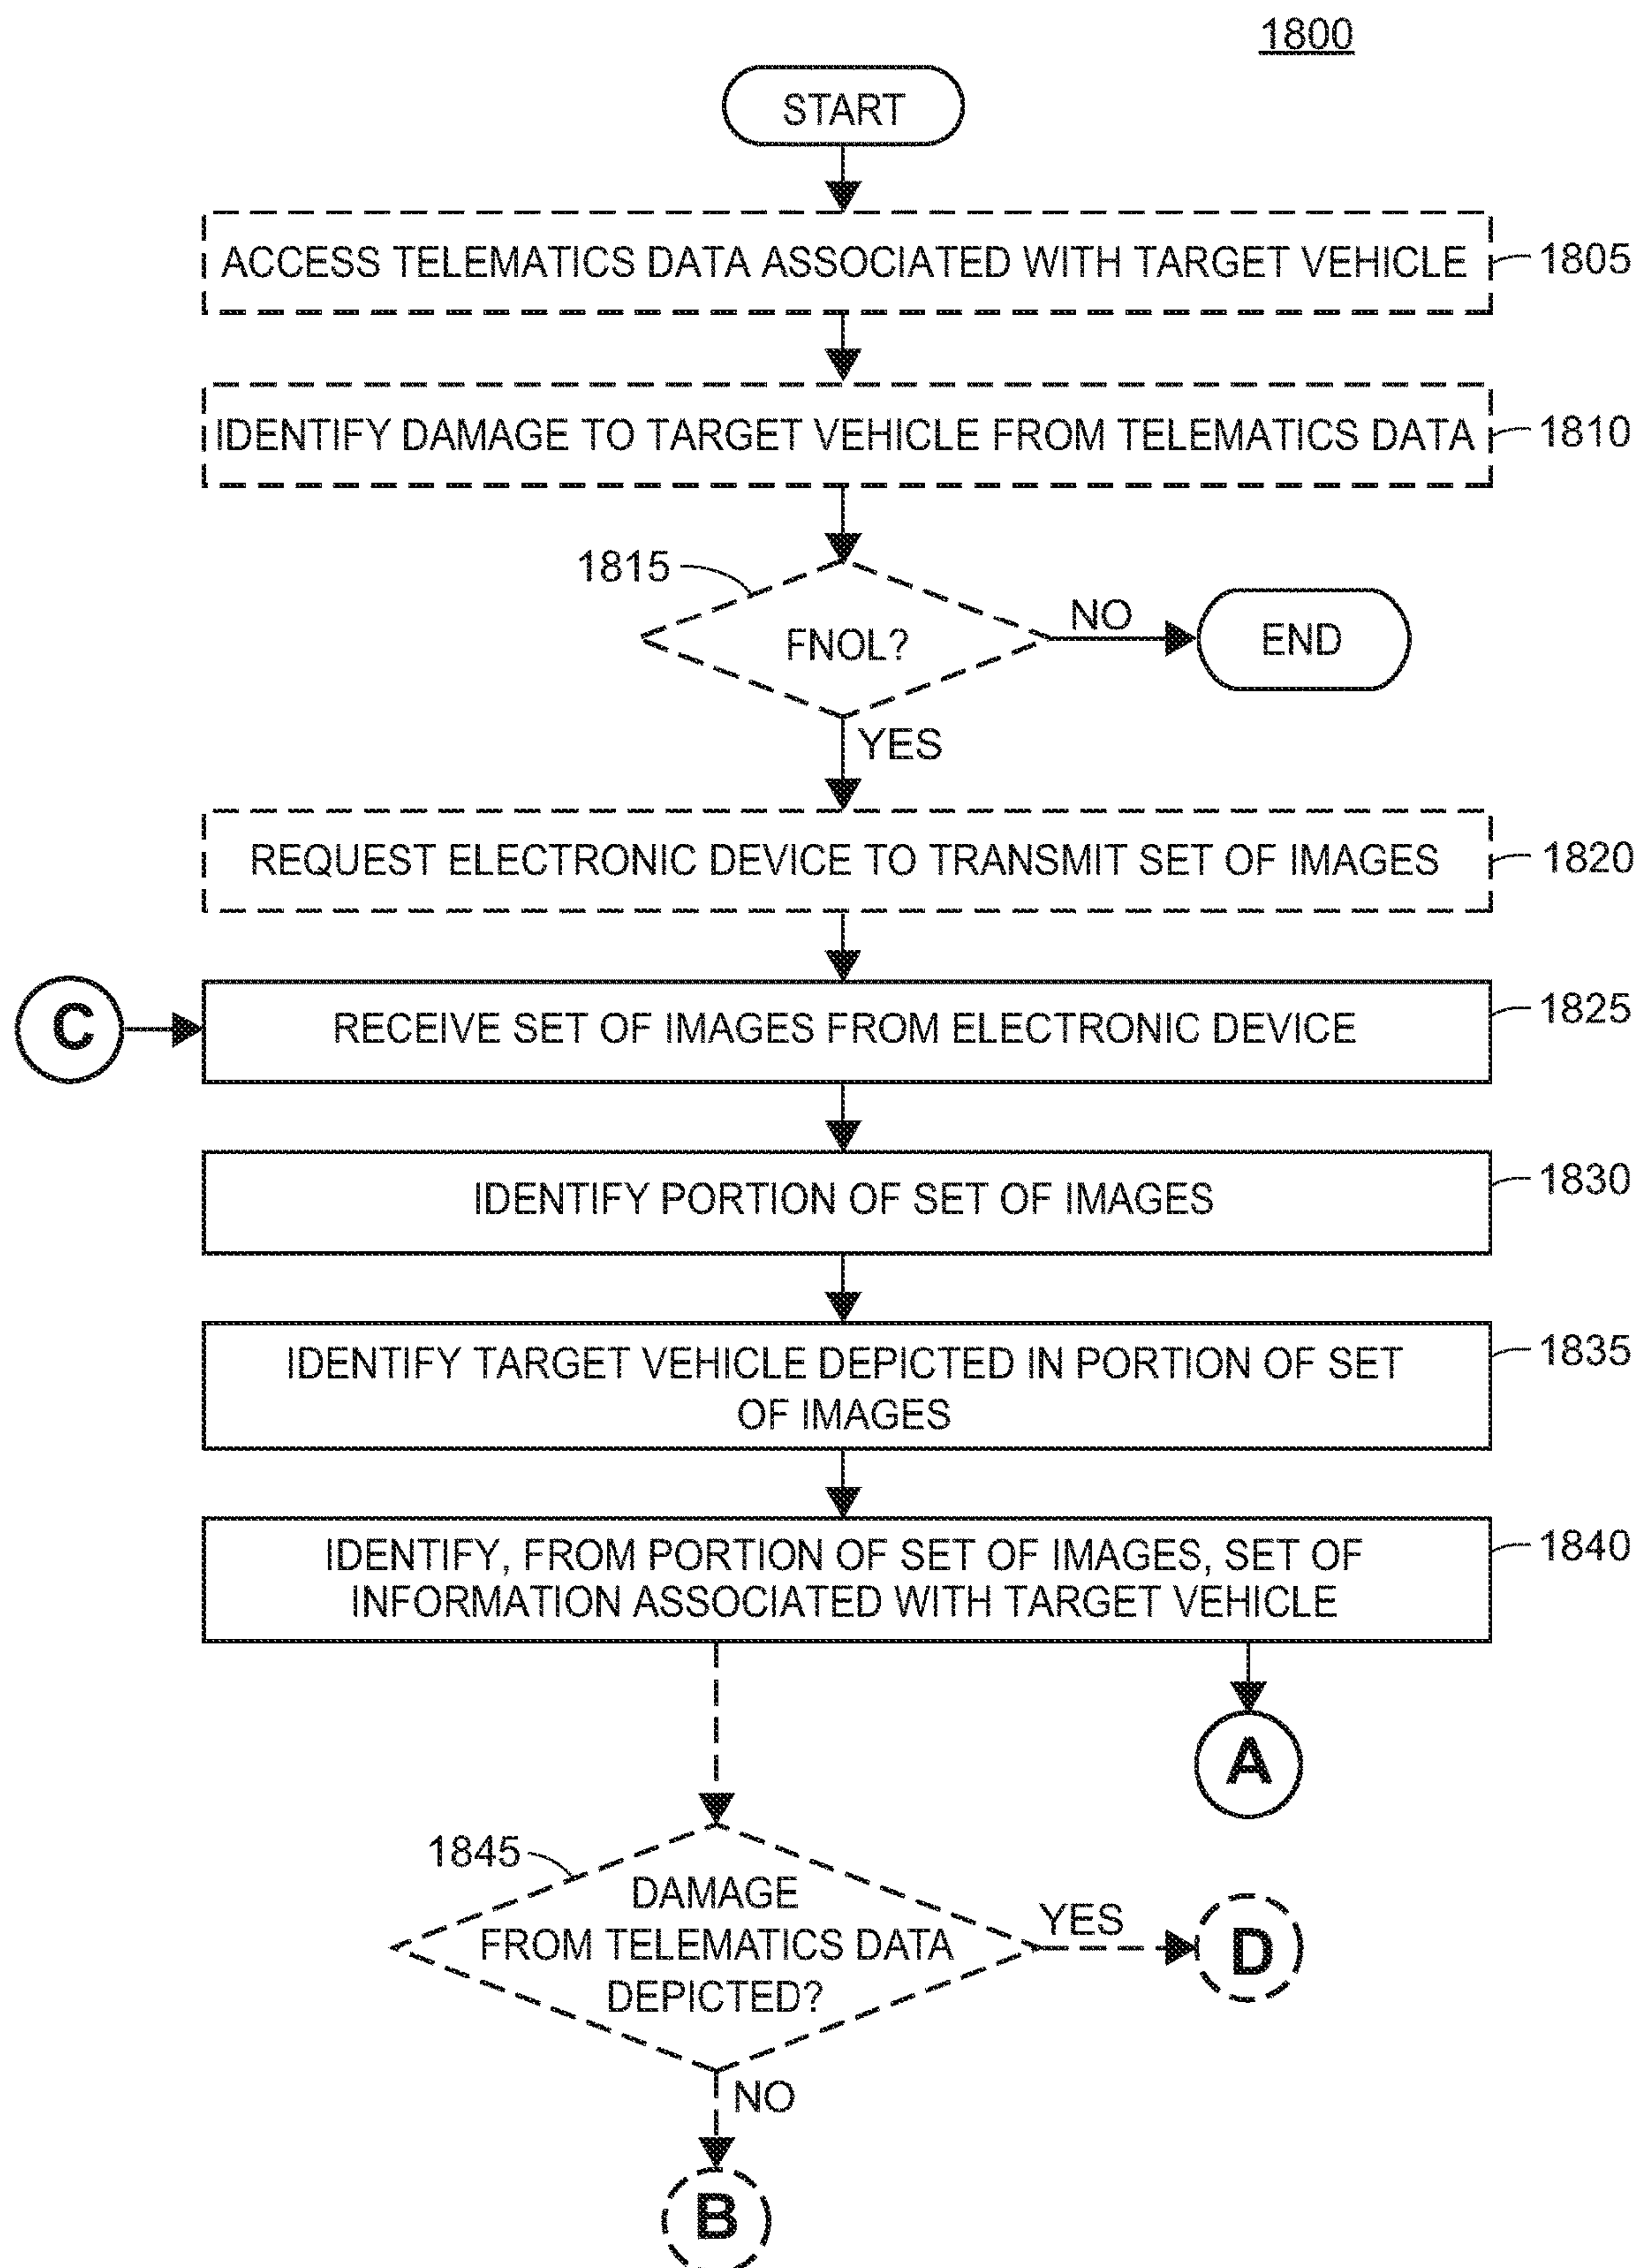 1800
START
ACCESS TELEMATICS DATA ASSOCIATED WITH TARGET VEHICLE
1805
IDENTIFY DAMAGE TO TARGET VEHICLE FROM TELEMATICS DATA
1810
1815
FNOL?
NO
END
YES
REQUEST ELECTRONIC DEVICE TO TRANSMIT SET OF IMAGES
1820
C
RECEIVE SET OF IMAGES FROM ELECTRONIC DEVICE
1825
IDENTIFY PORTION OF SET OF IMAGES
1830
IDENTIFY TARGET VEHICLE DEPICTED IN PORTION OF SET
OF IMAGES
1835
IDENTIFY, FROM PORTION OF SET OF IMAGES, SET OF
INFORMATION ASSOCIATED WITH TARGET VEHICLE
1840
A
1845
DAMAGE
FROM TELEMATICS DATA
DEPICTED?
YES
D
NO
B